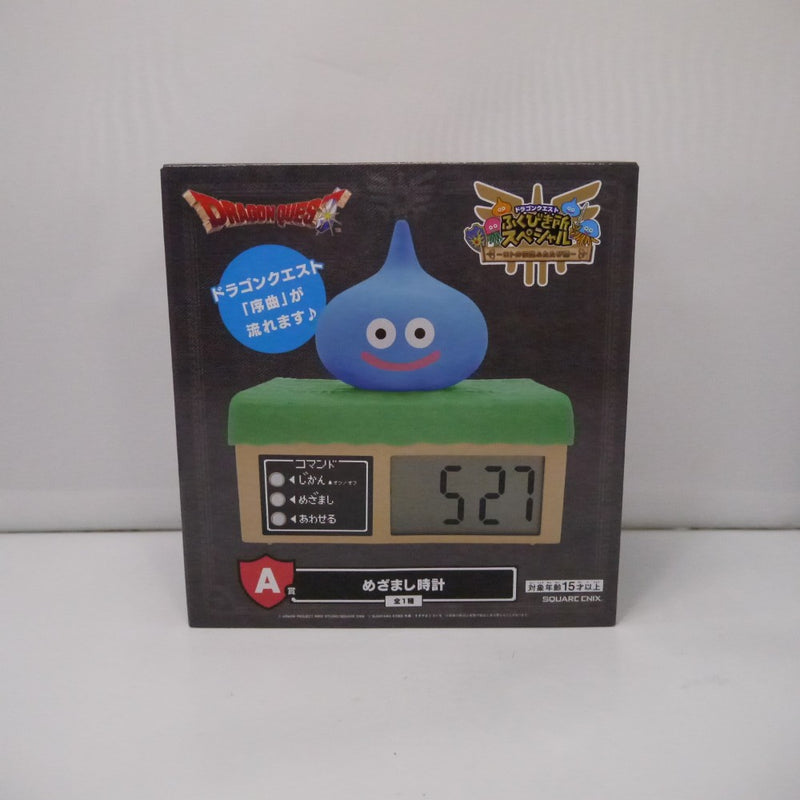 DRAGON QUEST
ドラゴンクエスト
ふくびき所
スペシャル
ドラゴンクエスト
「序曲」が
流れます♪
コマンド
◀じかん
◀めざまし
◀あわせる
527
A賞
めざまし時計
全1種
対象年齢15才以上
SQUARE ENIX